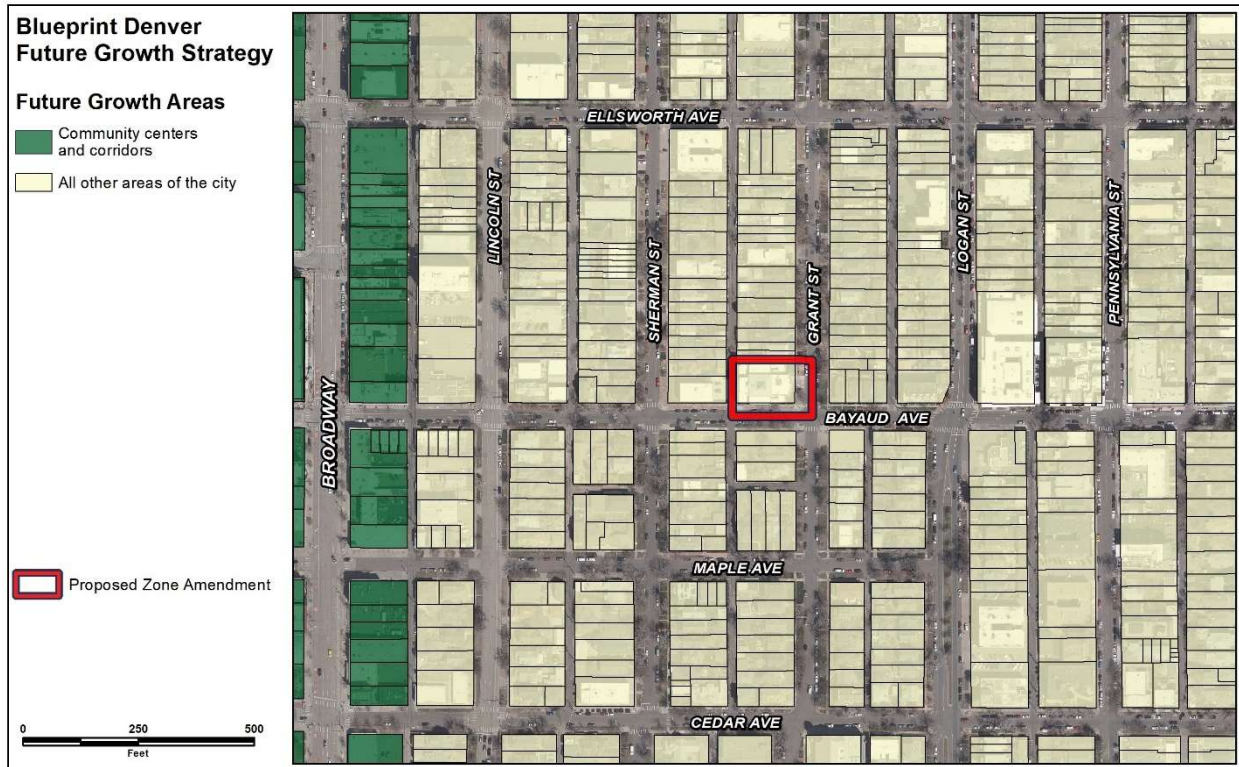 Blueprint Denver
Future Growth Strategy
Future Growth Areas
Community centers
and corridors
All other areas of the city
Proposed Zone Amendment
0 250 500
Feet
ELLSWORTH AVE
LINCOLN ST
SHERMAN ST
GRANT ST
LOGAN ST
PENNSYLVANIA ST
BROADWAY
BAYAUD AVE
MAPLE AVE
CEDAR AVE